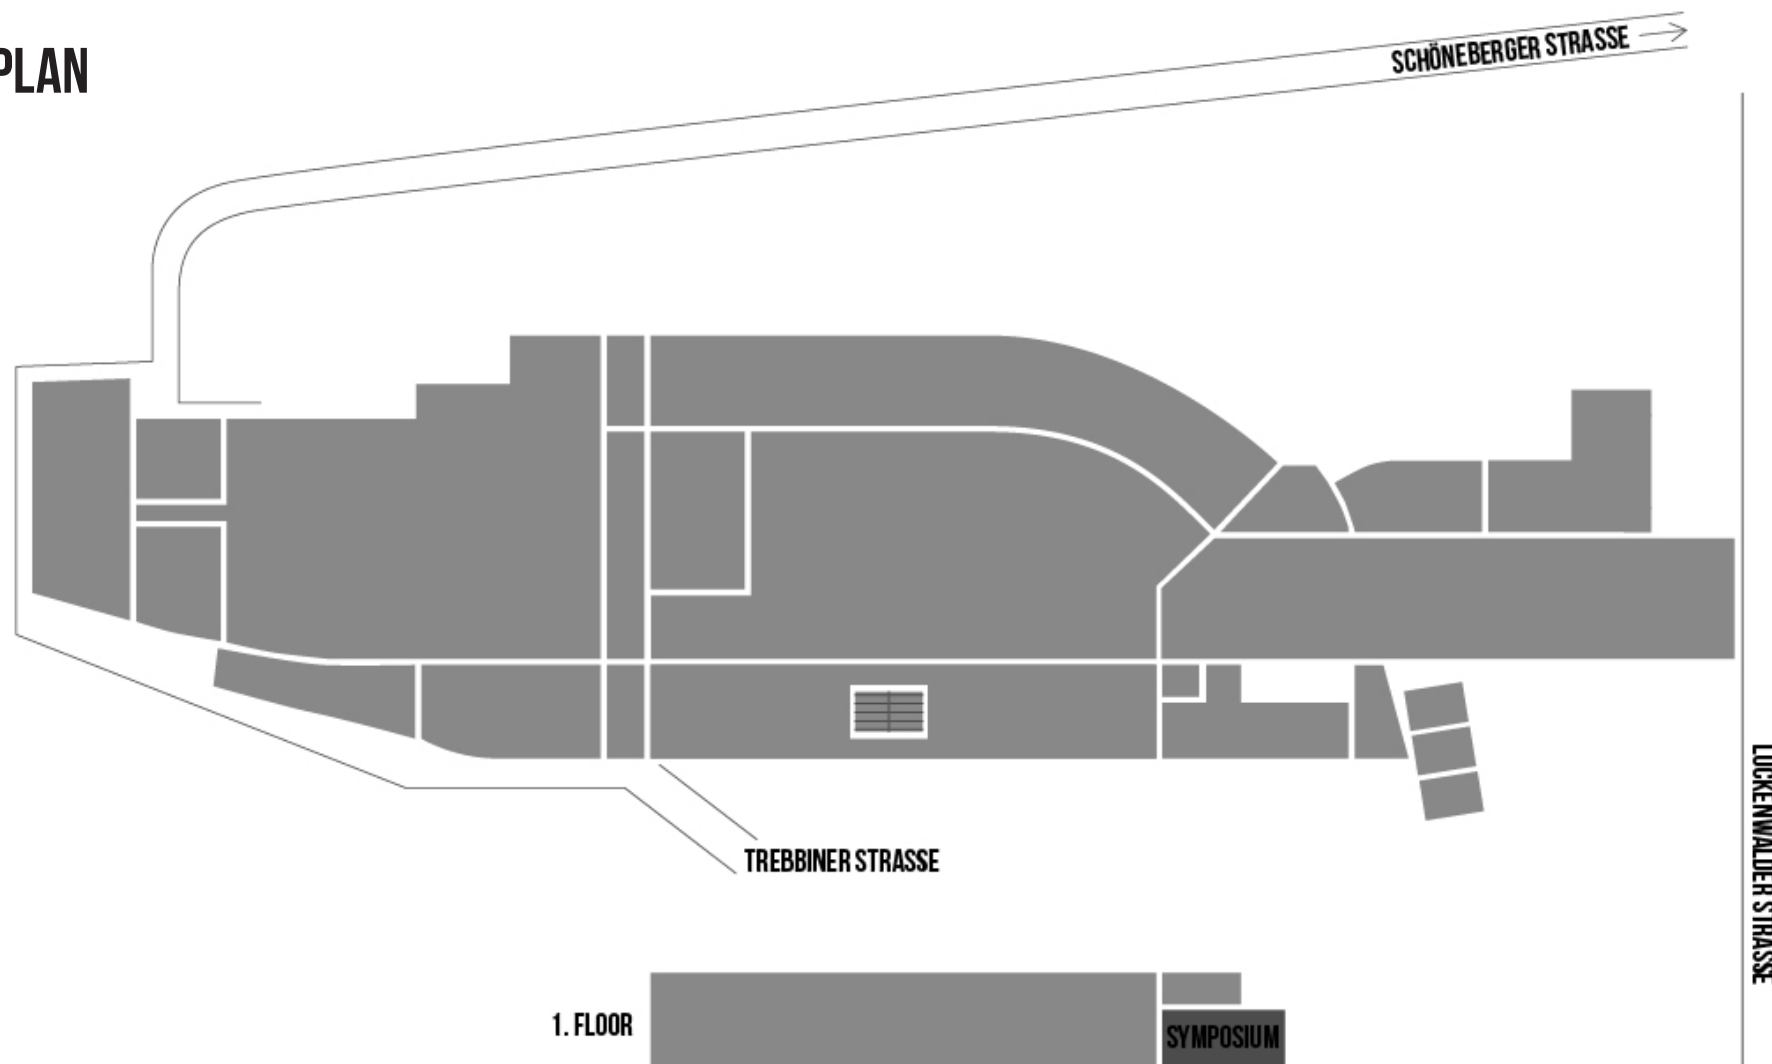 PLAN
SCHÖNEBERGER STRASSE
LUCKENWALDER STRASSE
TREBBINER STRASSE
1. FLOOR
SYMPOSIUM